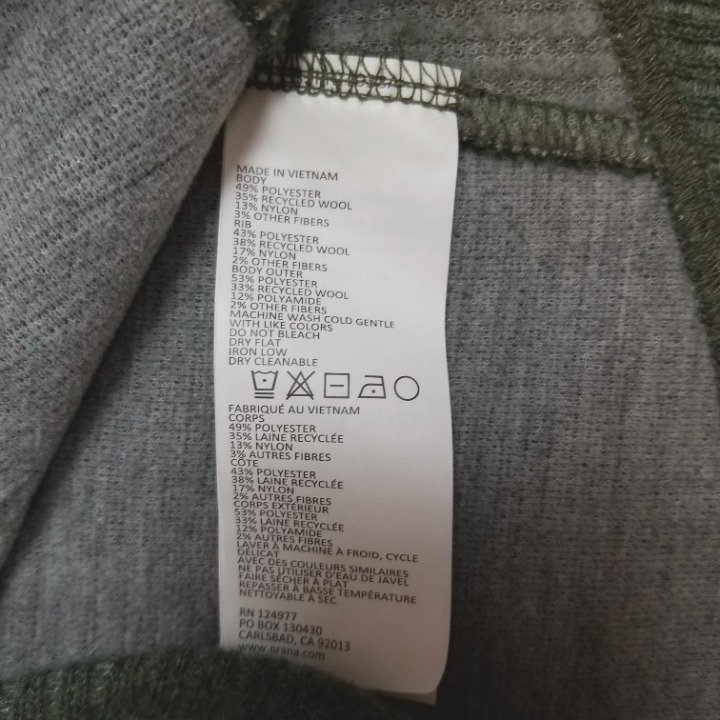 MADE IN VIETNAM
BODY
49% POLYESTER
35% RECYCLED WOOL
13% NYLON
3% OTHER FIBERS
RIB
43% POLYESTER
38% RECYCLED WOOL
17% NYLON
2% OTHER FIBERS
BODY OUTER
53% POLYESTER
33% RECYCLED WOOL
12% POLYAMIDE
2% OTHER FIBERS
MACHINE WASH COLD GENTLE
WITH LIKE COLORS
DO NOT BLEACH
DRY FLAT
IRON LOW
DRY CLEANABLE
FABRIQUÉ AU VIETNAM
CORPS
49% POLYESTER
35% LAINE RECYCLÉE
13% NYLON
3% AUTRES FIBRES
CÔTE
43% POLYESTER
38% LAINE RECYCLÉE
17% NYLON
2% AUTRES FIBRES
CORPS EXTÉRIEUR
53% POLYESTER
33% LAINE RECYCLÉE
12% POLYAMIDE
2% AUTRES FIBRES
LAVER À MACHINE À FROID, CYCLE
DÉLICAT
AVEC DES COULEURS SIMILAIRES
NE PAS UTILISER D'EAU DE JAVEL
FAIRE SÉCHER À PLAT
REPASSER À BASSE TEMPÉRATURE
NETTOYABLE À SEC
RN 124977
PO BOX 130430
CARLSBAD, CA 92013
www.prana.com